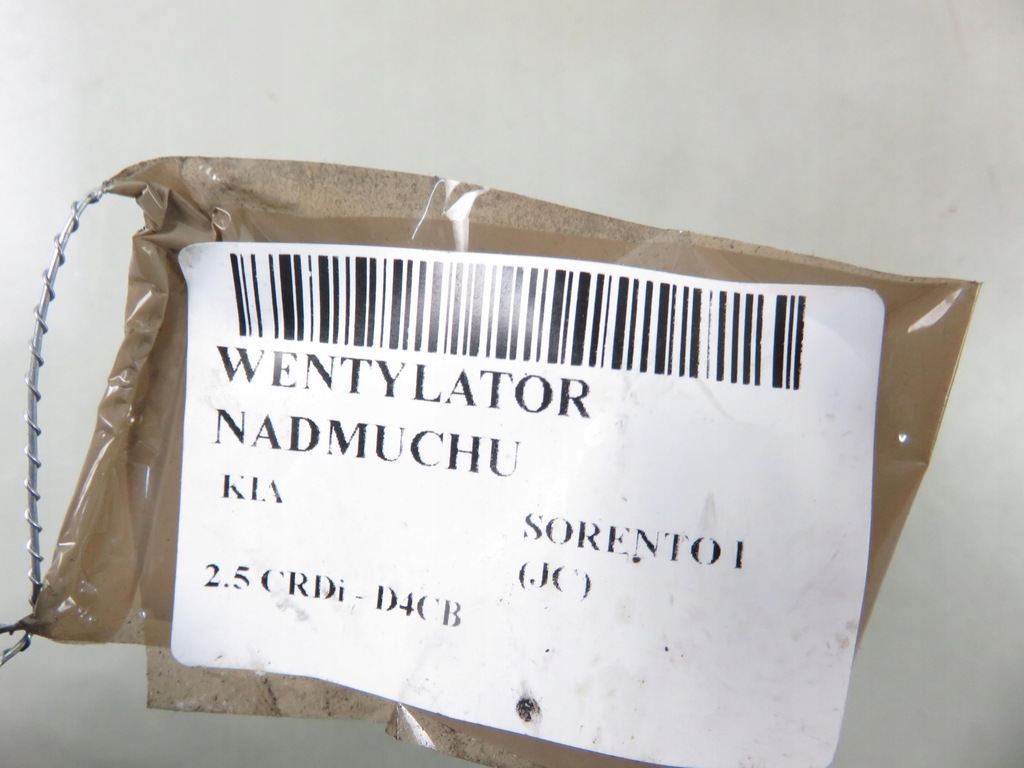 WENTYLATOR
NADMUCHU
KIA
SORENTO I
(JC)
2.5 CRDi - D4CB